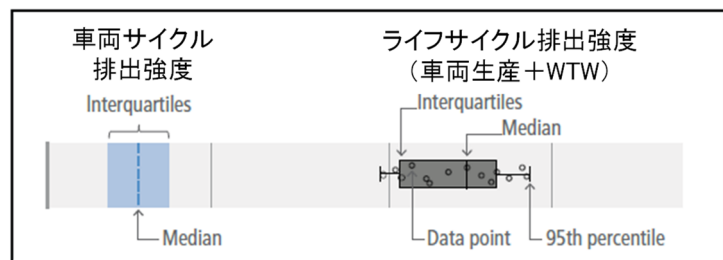 車両サイクル
排出強度
Interquartiles
Median
ライフサイクル排出強度
（車両生産＋WTW）
Interquartiles
Median
Data point
95th percentile